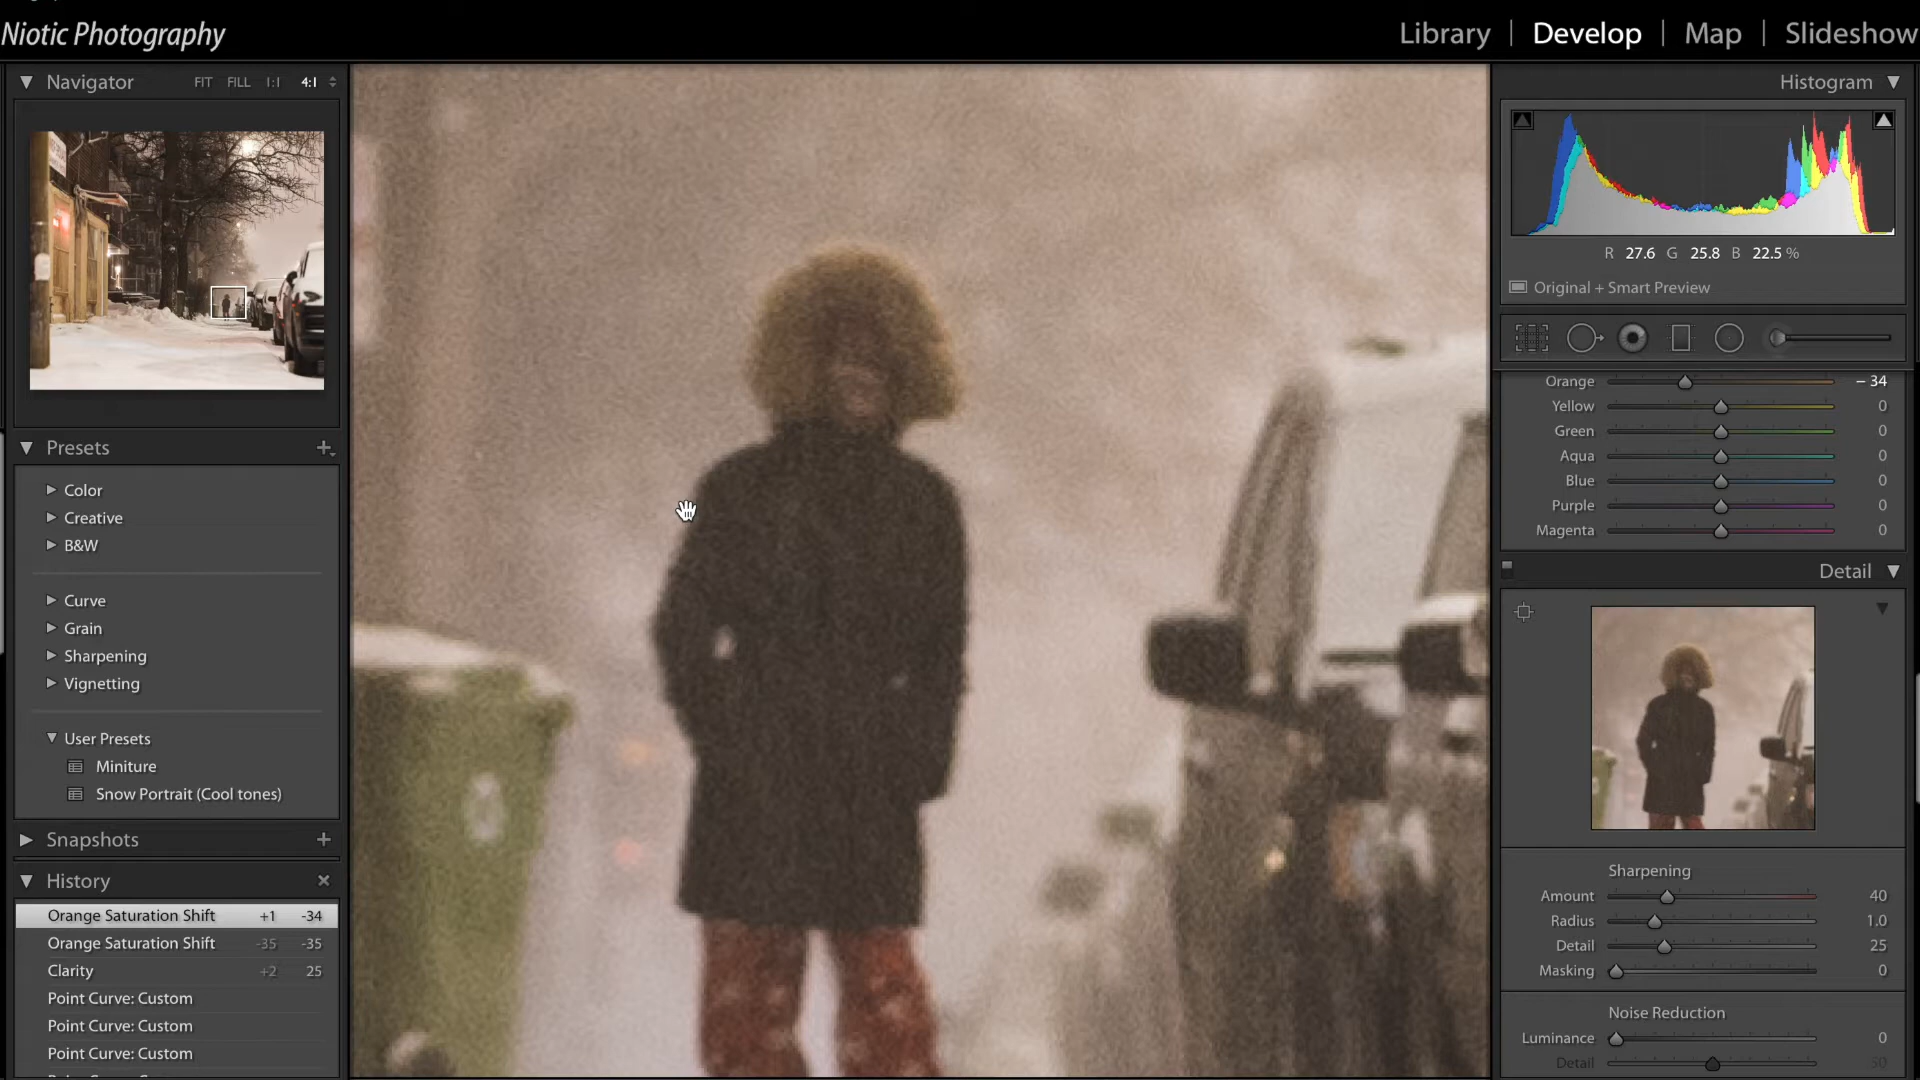 Niotic Photography
Library | Develop | Map | Slideshow
Navigator FIT FILL 1:1 4:1
Presets
Color
Creative
B&W
Curve
Grain
Sharpening
Vignetting
User Presets
Miniture
Snow Portrait (Cool tones)
Snapshots
History
Orange Saturation Shift +1 -34
Orange Saturation Shift -35 -35
Clarity +2 25
Point Curve: Custom
Point Curve: Custom
Point Curve: Custom
Histogram
R 27.6 G 25.8 B 22.5 %
Original + Smart Preview
Orange - 34
Yellow 0
Green 0
Aqua 0
Blue 0
Purple 0
Magenta 0
Detail
Sharpening
Amount 40
Radius 1.0
Detail 25
Masking 0
Noise Reduction
Luminance 0
Detail 50